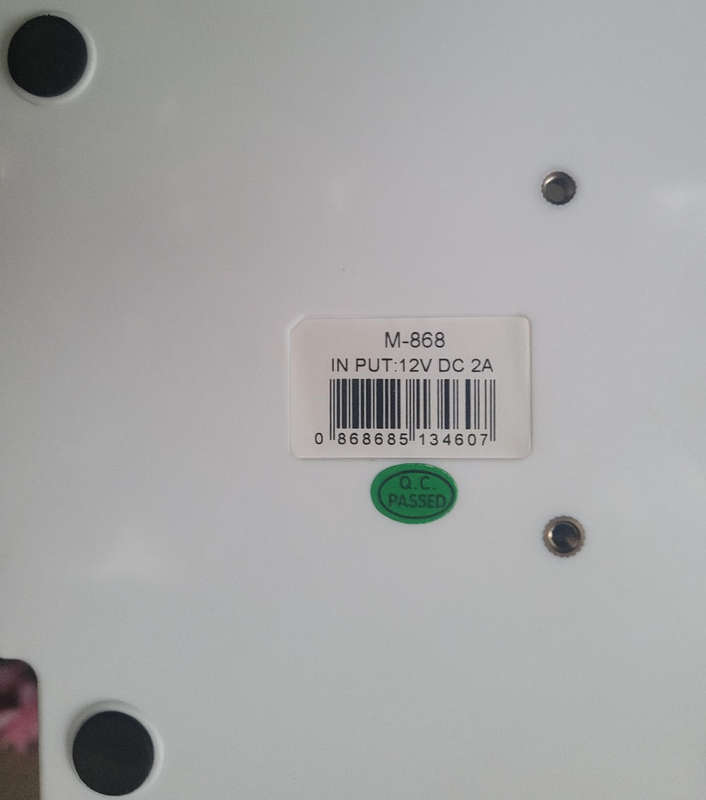 M-868
IN PUT:12V DC 2A
0 868685 134607
Q.C.
PASSED